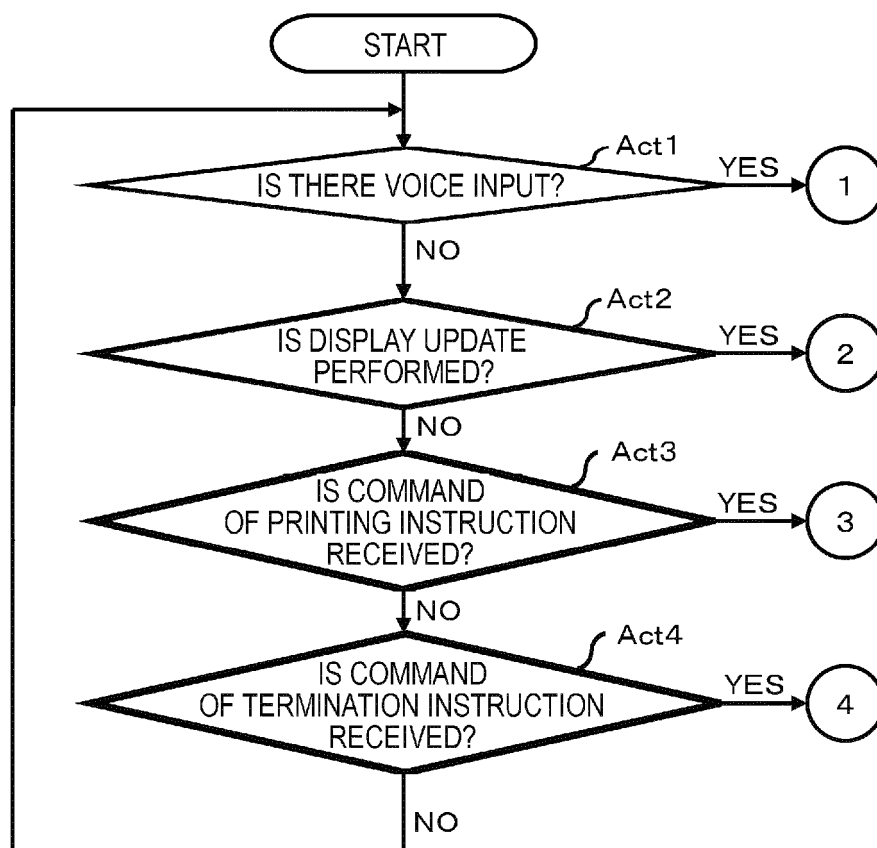 START
Act1
IS THERE VOICE INPUT?
YES
1
NO
Act2
IS DISPLAY UPDATE
PERFORMED?
YES
2
NO
Act3
IS COMMAND
OF PRINTING INSTRUCTION
RECEIVED?
YES
3
NO
Act4
IS COMMAND
OF TERMINATION INSTRUCTION
RECEIVED?
YES
4
NO